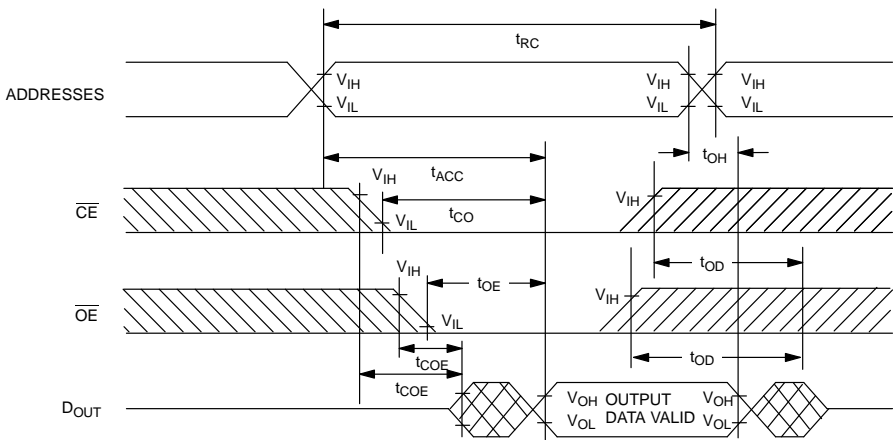 tRC
ADDRESSES
VIH
VIL
VIH
VIL
VIH
VIL
tOH
tACC
VIH
CE
tCO
VIL
VIH
tOD
VIH
OE
tOE
VIL
VIH
tOD
tCOE
tCOE
DOUT
VOH OUTPUT VOH
VOL DATA VALID VOL